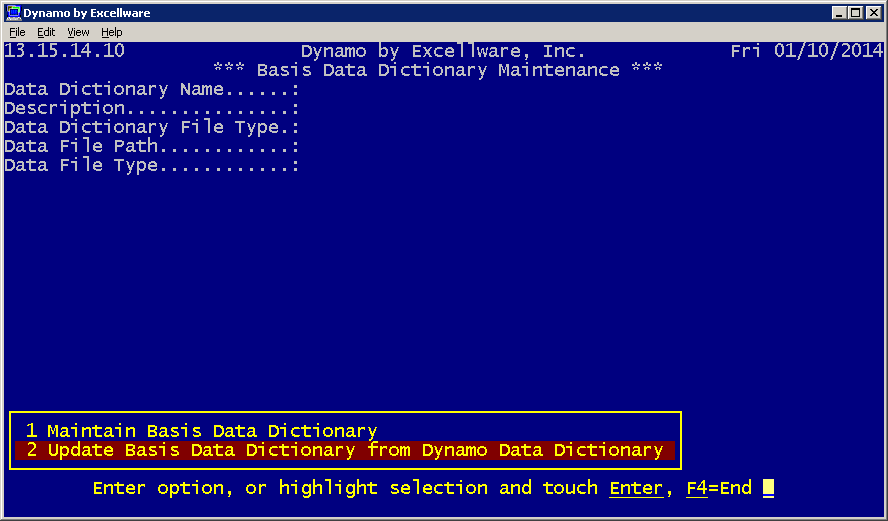 Dynamo by Excellware
File Edit View Help
13.15.14.10 Dynamo by Excellware, Inc. Fri 01/10/2014
*** Basis Data Dictionary Maintenance ***
Data Dictionary Name......:
Description...............:
Data Dictionary File Type.:
Data File Path............:
Data File Type............:
1 Maintain Basis Data Dictionary
2 Update Basis Data Dictionary from Dynamo Data Dictionary
Enter option, or highlight selection and touch Enter, F4=End